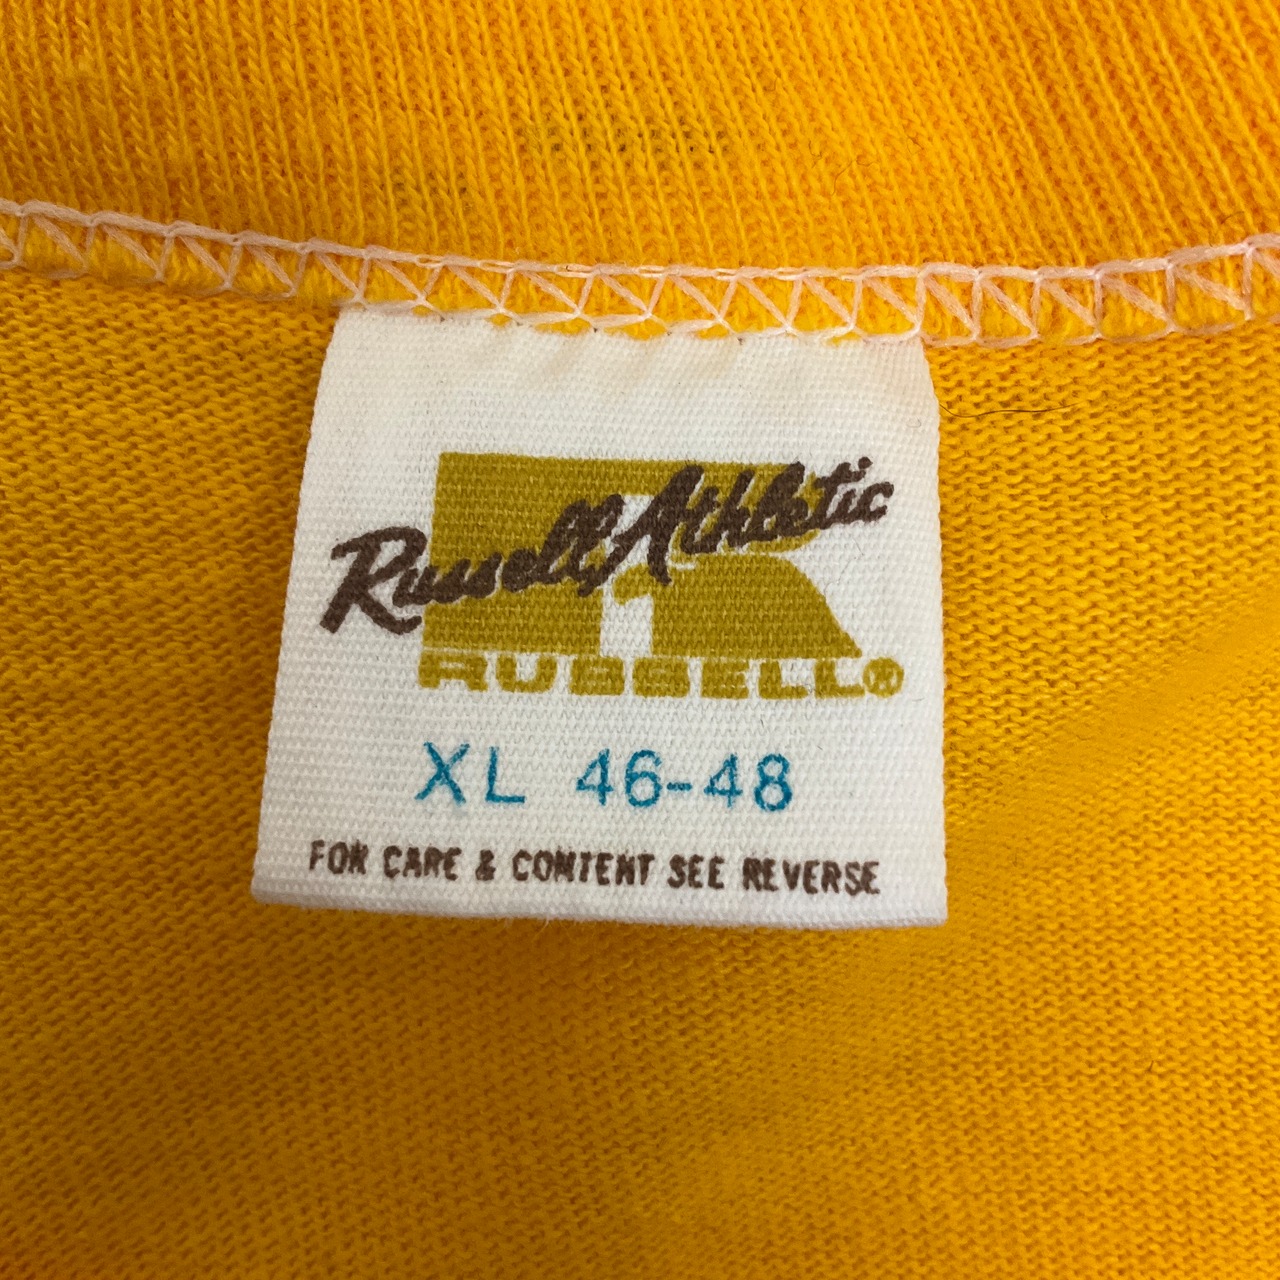 Russell Athletic
RUSSELL®
XL 46-48
FOR CARE & CONTENT SEE REVERSE